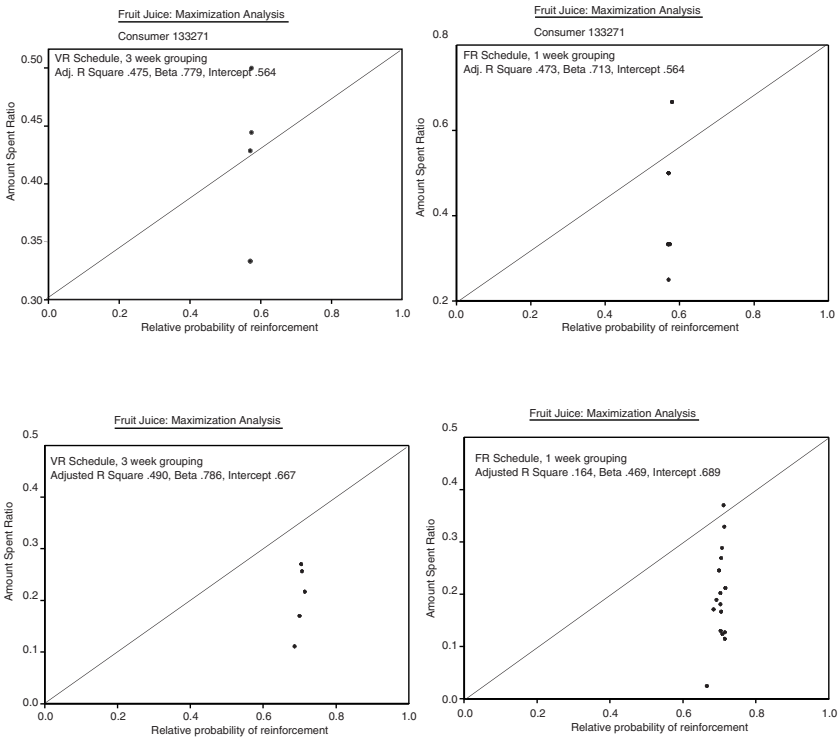 Fruit Juice: Maximization Analysis
Consumer 133271
VR Schedule, 3 week grouping
Adj. R Square .475, Beta .779, Intercept .564
0.50
0.45
0.40
0.35
0.30
Amount Spent Ratio
0.0
0.2
0.4
0.6
0.8
1.0
Relative probability of reinforcement
Fruit Juice: Maximization Analysis
Consumer 133271
FR Schedule, 1 week grouping
Adj. R Square .473, Beta .713, Intercept .564
0.8
0.6
0.4
0.2
Amount Spent Ratio
0.0
0.2
0.4
0.6
0.8
1.0
Relative probability of reinforcement
Fruit Juice: Maximization Analysis
VR Schedule, 3 week grouping
Adjusted R Square .490, Beta .786, Intercept .667
0.5
0.4
0.3
0.2
0.1
0.0
Amount Spent Ratio
0.0
0.2
0.4
0.6
0.8
1.0
Relative probability of reinforcement
Fruit Juice: Maximization Analysis
FR Schedule, 1 week grouping
Adjusted R Square .164, Beta .469, Intercept .689
0.5
0.4
0.3
0.2
0.1
0.0
Amount Spent Ratio
0.0
0.2
0.4
0.6
0.8
1.0
Relative probability of reinforcement